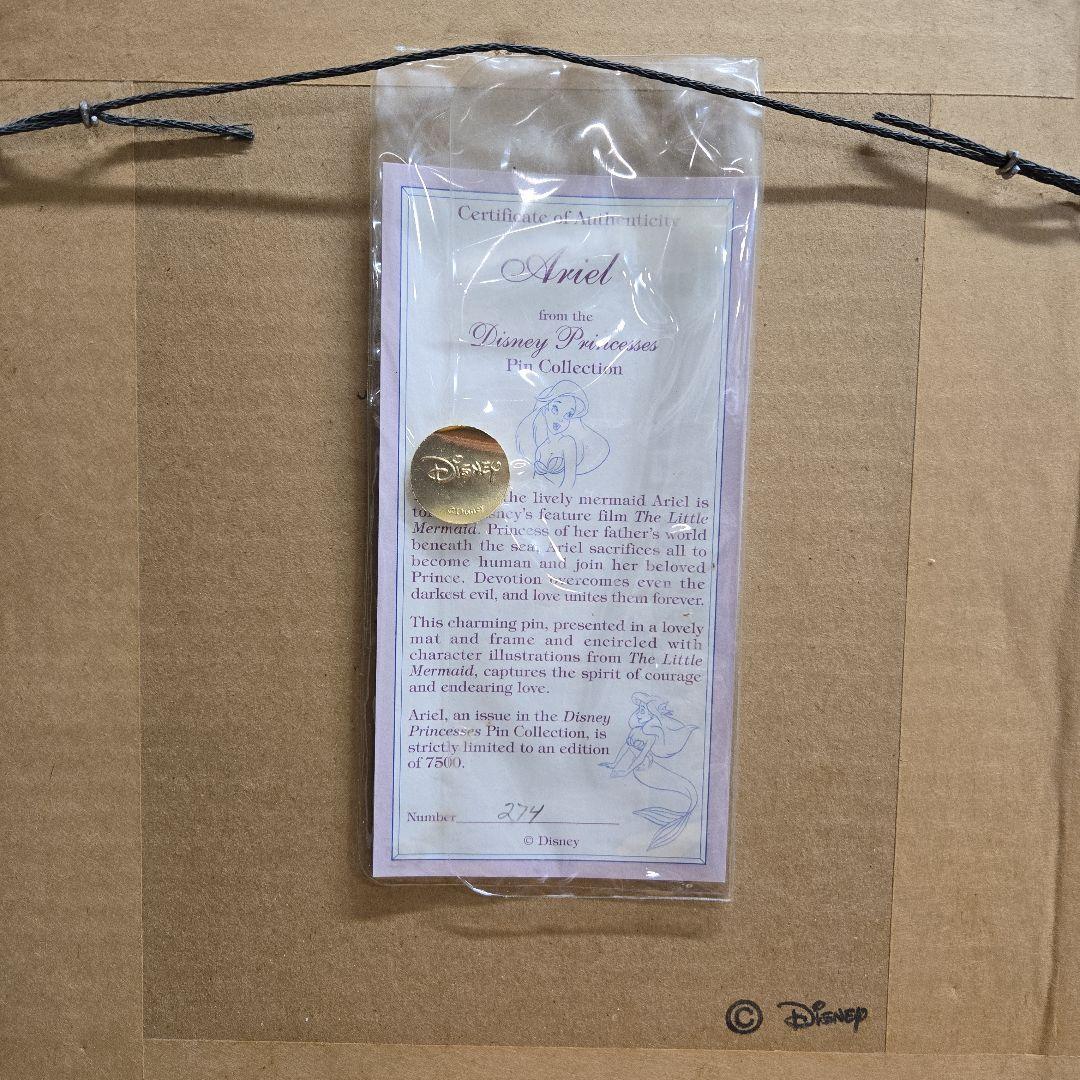 Certificate of Authenticity
Ariel
from the
Disney Princesses
Pin Collection
DISNEY ©
© Disney
the lively mermaid Ariel is
Disney's feature film The Little
Mermaid. Princess of her father's world
beneath the sea, Ariel sacrifices all to
become human and join her beloved
Prince. Devotion overcomes even the
darkest evil, and love unites them forever.
This charming pin, presented in a lovely
mat and frame and encircled with
character illustrations from The Little
Mermaid, captures the spirit of courage
and endearing love.
Ariel, an issue in the Disney
Princesses Pin Collection, is
strictly limited to an edition
of 7500.
Number 274
© Disney
© DISNEY